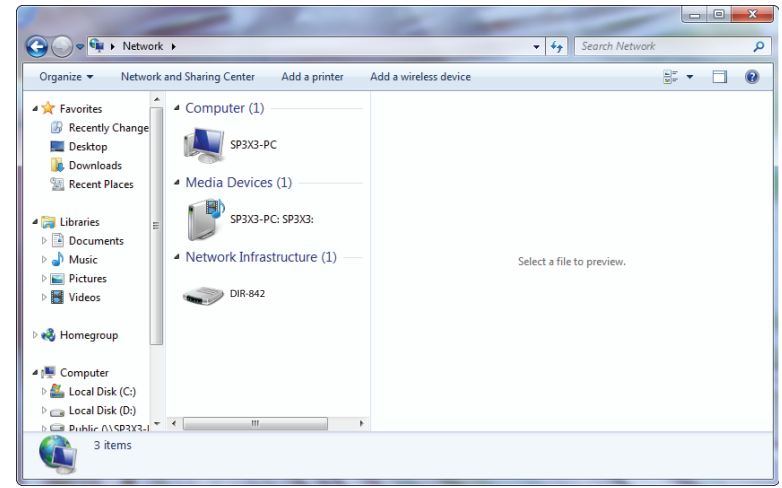 Network
Search Network
Organize
Network and Sharing Center
Add a printer
Add a wireless device
Favorites
Recently Change
Desktop
Downloads
Recent Places
Libraries
Documents
Music
Pictures
Videos
Homegroup
Computer
Local Disk (C:)
Local Disk (D:)
Public (\\SP3X3-
Computer (1)
SP3X3-PC
Media Devices (1)
SP3X3-PC: SP3X3:
Network Infrastructure (1)
DIR-842
Select a file to preview.
3 items